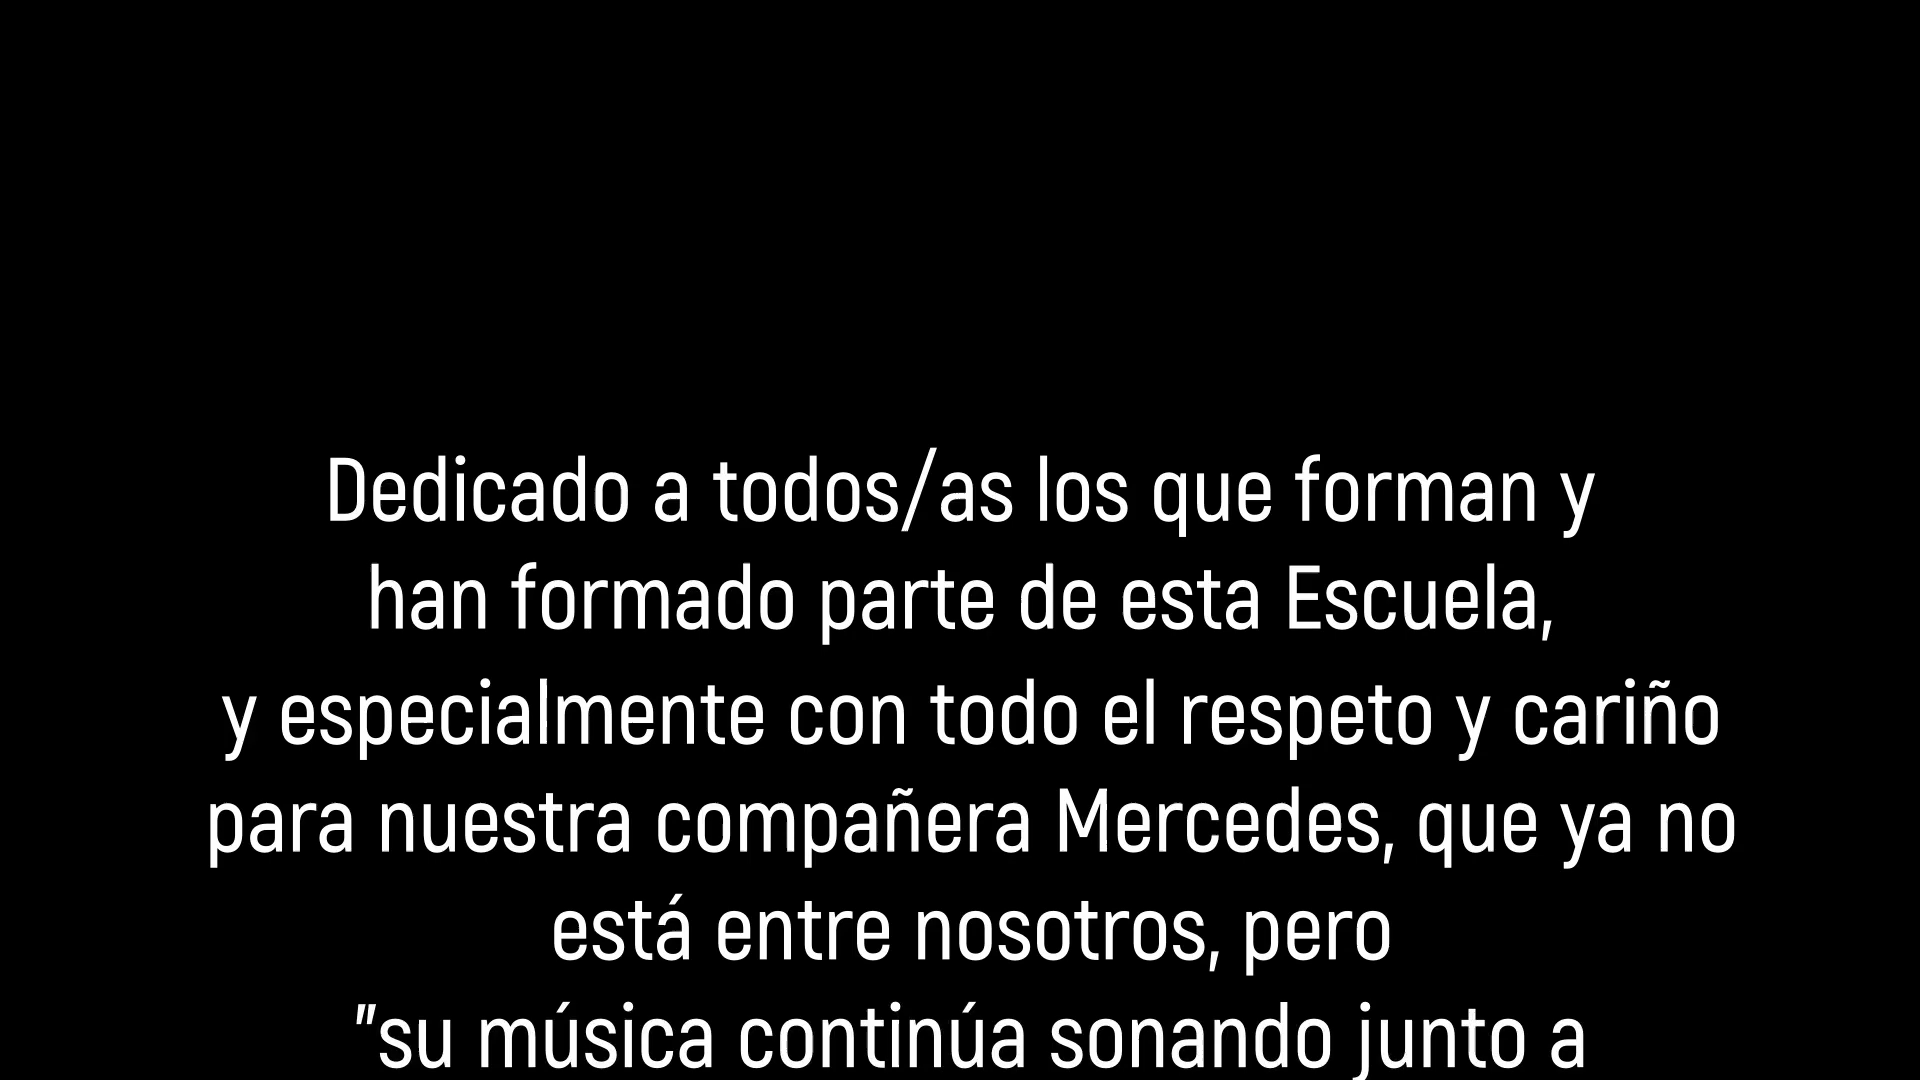 Dedicado a todos/as los que forman y
han formado parte de esta Escuela,
y especialmente con todo el respeto y cariño
para nuestra compañera Mercedes, que ya no
está entre nosotros, pero
"su música continúa sonando junto a